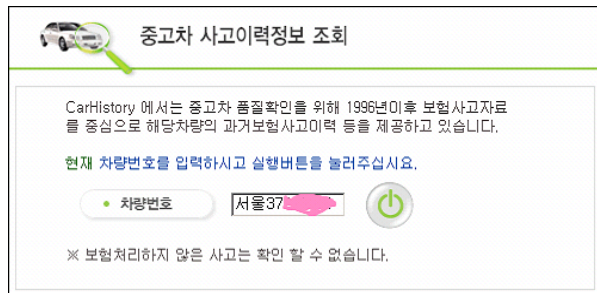 중고차 사고이력정보 조회
CarHistory 에서는 중고차 품질확인을 위해 1996년이후 보험사고자료
를 중심으로 해당차량의 과거보험사고이력 등을 제공하고 있습니다.
현재 차량번호를 입력하시고 실행버튼을 눌러주십시요.
• 차량번호 서울37
※ 보험처리하지 않은 사고는 확인 할 수 없습니다.